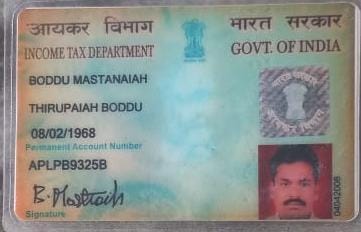 आयकर विभाग
भारत सरकार
INCOME TAX DEPARTMENT
GOVT. OF INDIA
BODDU MASTANAIAH
THIRUPAIAH BODDU
08/02/1968
Permanent Account Number
APLPB9325B
Signature
04042008